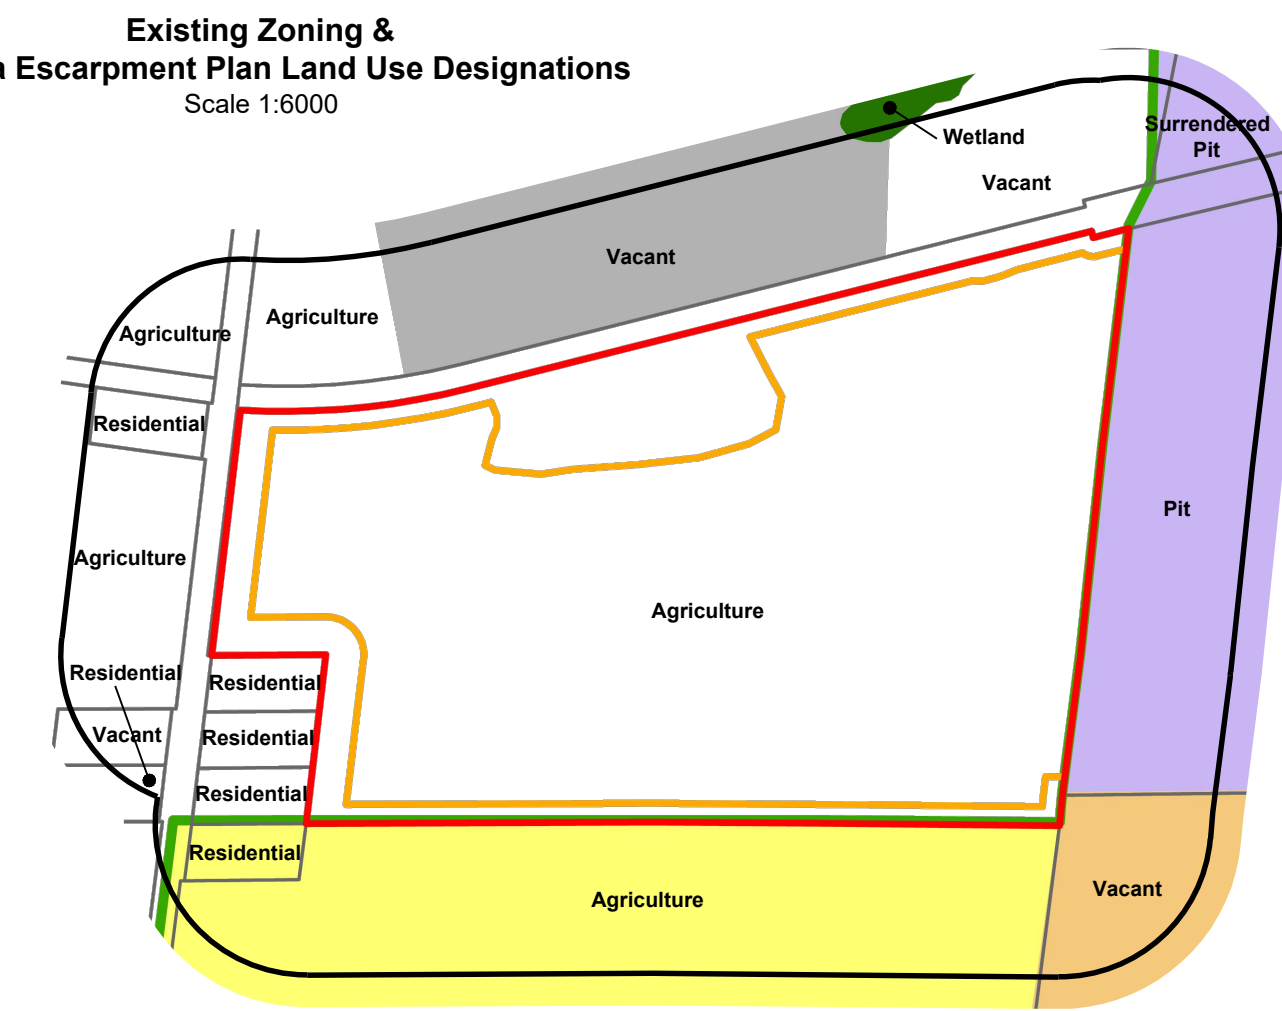 Existing Zoning &
a Escarpment Plan Land Use Designations
Scale 1:6000
Surrendered
Pit
Wetland
Vacant
Vacant
Agriculture
Agriculture
Residential
Pit
Agriculture
Agriculture
Residential
Residential
Vacant
Residential
Residential
Residential
Agriculture
Vacant